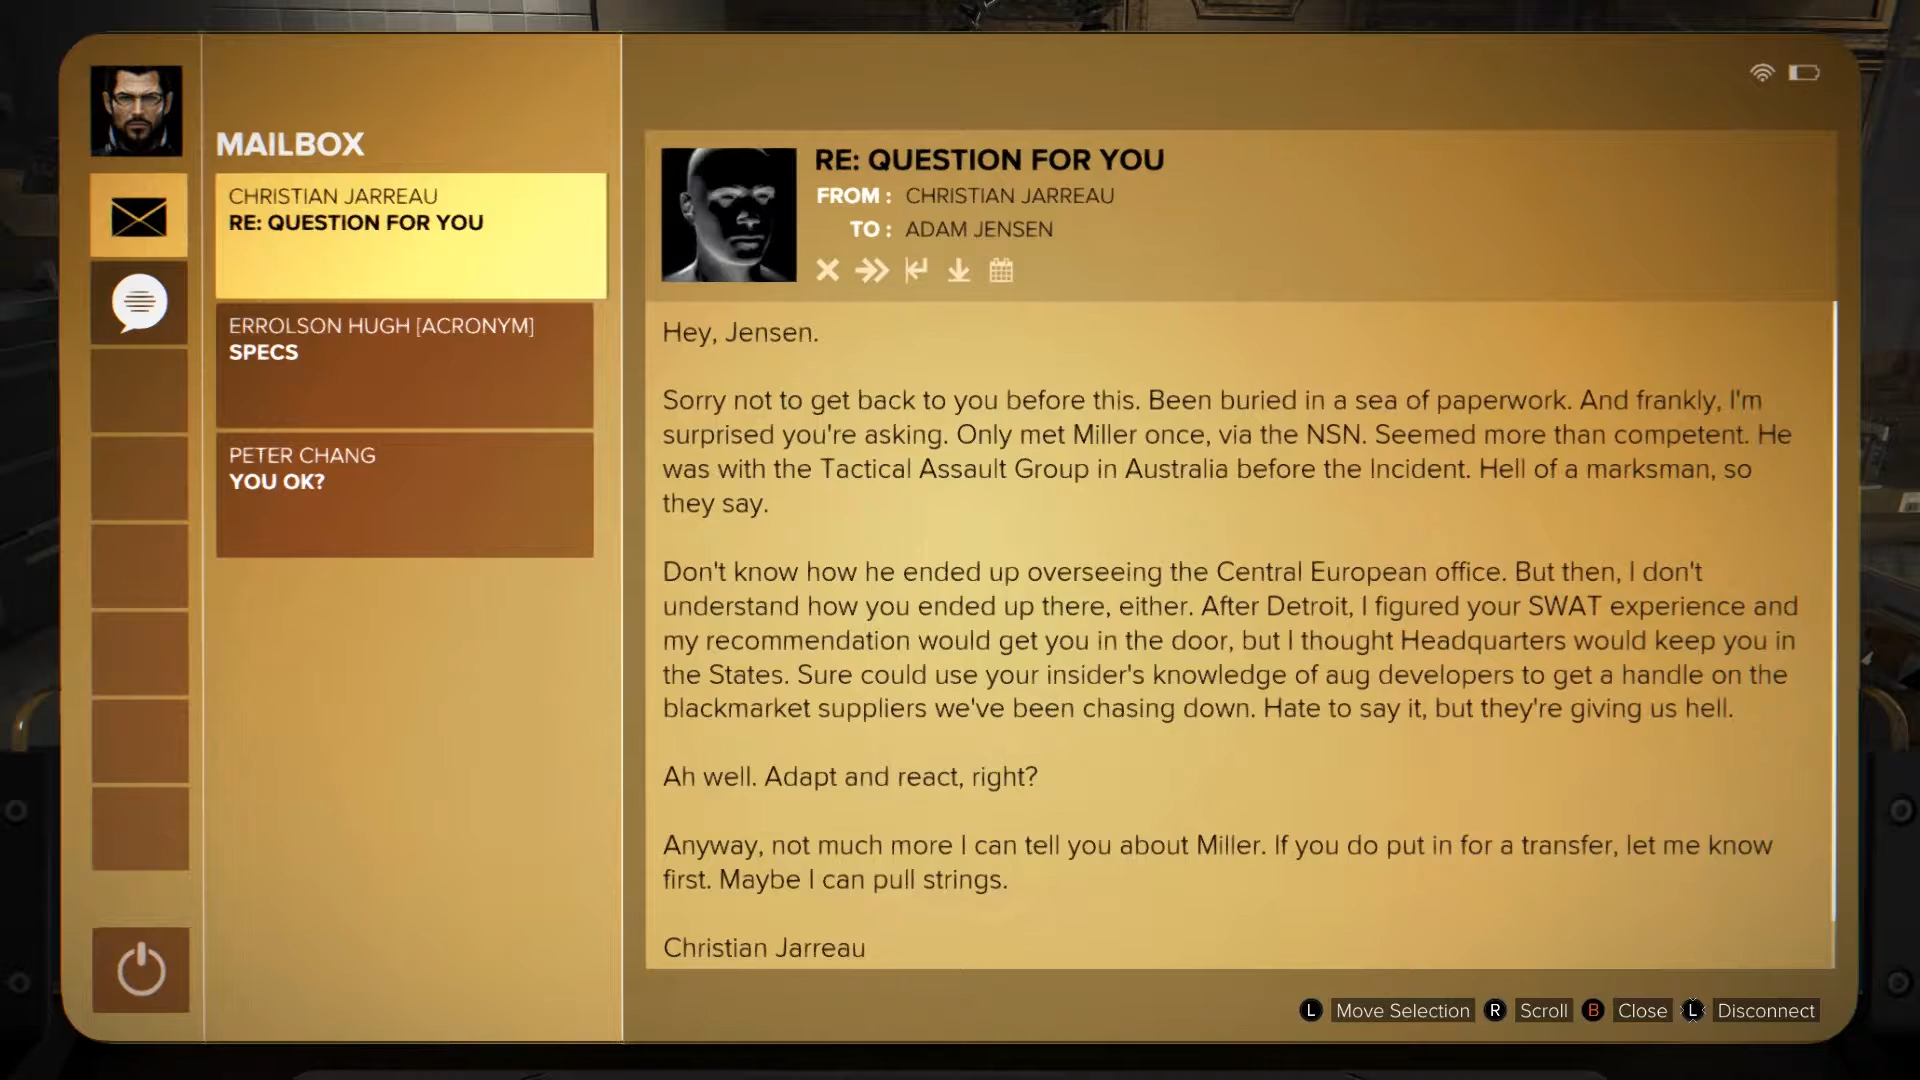 MAILBOX
CHRISTIAN JARREAU
RE: QUESTION FOR YOU
ERROLSON HUGH [ACRONYM]
SPECS
PETER CHANG
YOU OK?
RE: QUESTION FOR YOU
FROM : CHRISTIAN JARREAU
TO : ADAM JENSEN
Hey, Jensen.
Sorry not to get back to you before this. Been buried in a sea of paperwork. And frankly, I'm
surprised you're asking. Only met Miller once, via the NSN. Seemed more than competent. He
was with the Tactical Assault Group in Australia before the Incident. Hell of a marksman, so
they say.
Don't know how he ended up overseeing the Central European office. But then, I don't
understand how you ended up there, either. After Detroit, I figured your SWAT experience and
my recommendation would get you in the door, but I thought Headquarters would keep you in
the States. Sure could use your insider's knowledge of aug developers to get a handle on the
blackmarket suppliers we've been chasing down. Hate to say it, but they're giving us hell.
Ah well. Adapt and react, right?
Anyway, not much more I can tell you about Miller. If you do put in for a transfer, let me know
first. Maybe I can pull strings.
Christian Jarreau
L Move Selection R Scroll B Close L Disconnect